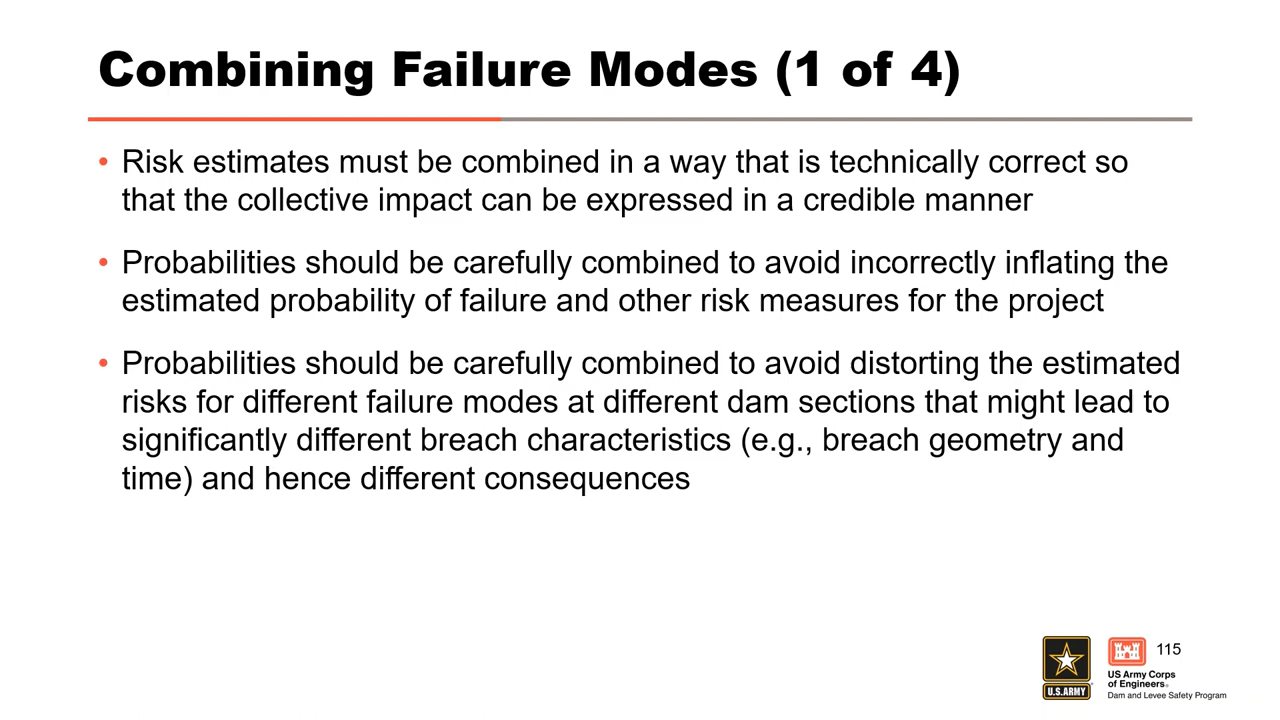 Combining Failure Modes (1 of 4)
• Risk estimates must be combined in a way that is technically correct so
that the collective impact can be expressed in a credible manner
• Probabilities should be carefully combined to avoid incorrectly inflating the
estimated probability of failure and other risk measures for the project
• Probabilities should be carefully combined to avoid distorting the estimated
risks for different failure modes at different dam sections that might lead to
significantly different breach characteristics (e.g., breach geometry and
time) and hence different consequences
115
U.S.ARMY
US Army Corps
of Engineers®
Dam and Levee Safety Program